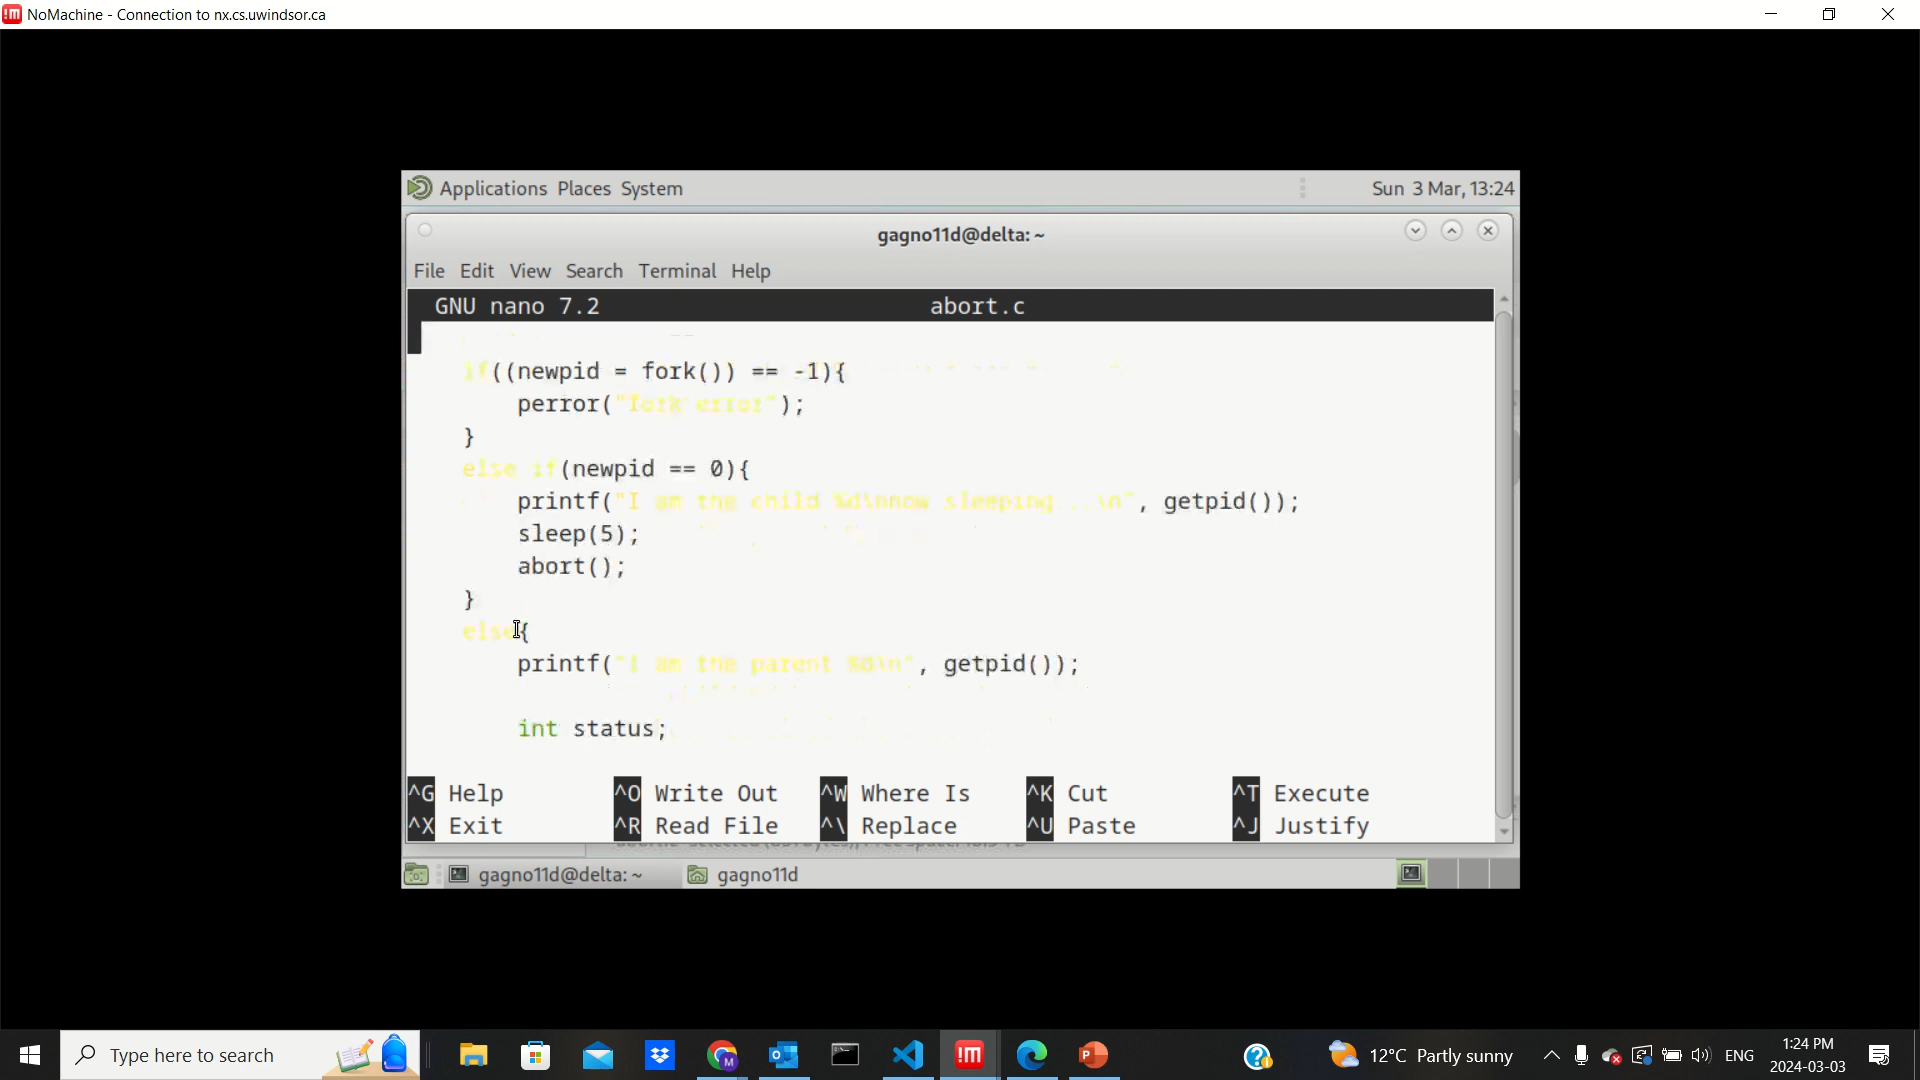 NoMachine - Connection to nx.cs.uwindsor.ca
Applications Places System
Sun 3 Mar, 13:24
gagno11d@delta: ~
File Edit View Search Terminal Help
GNU nano 7.2 abort.c
if((newpid = fork()) == -1){
perror("fork error");
}
else if(newpid == 0){
printf("I am the child %d\nnow sleeping...\n", getpid());
sleep(5);
abort();
}
else{
printf("I am the parent %d\n", getpid());
int status;
^G Help ^O Write Out ^W Where Is ^K Cut ^T Execute
^X Exit ^R Read File ^\ Replace ^U Paste ^J Justify
gagno11d@delta: ~ gagno11d
Type here to search
12°C Partly sunny
ENG
1:24 PM
2024-03-03